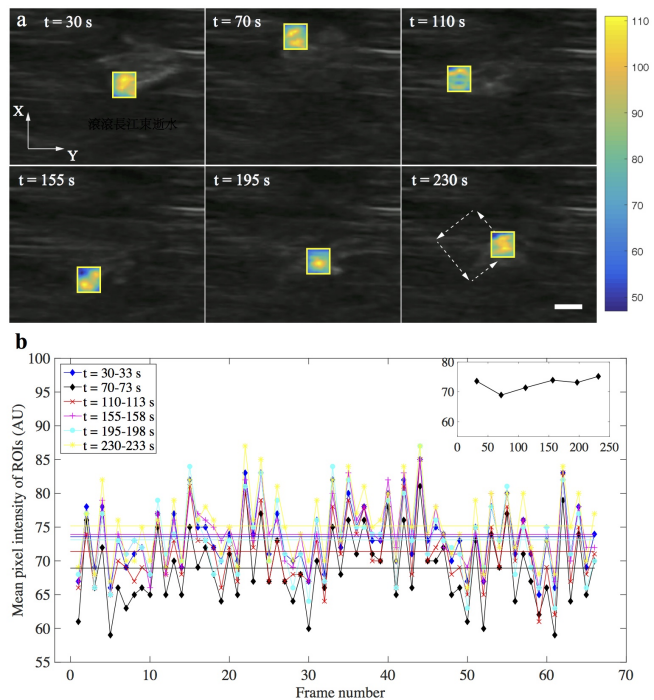 a
t = 30 s
t = 70 s
t = 110 s
X
Y
滾滾長江東逝水
t = 155 s
t = 195 s
t = 230 s
110
100
90
80
70
60
50
b
Mean pixel intensity of ROIs (AU)
100
95
90
85
80
75
70
65
60
55
t = 30-33 s
t = 70-73 s
t = 110-113 s
t = 155-158 s
t = 195-198 s
t = 230-233 s
80
70
60
0 50 100 150 200 250
0 10 20 30 40 50 60 70
Frame number